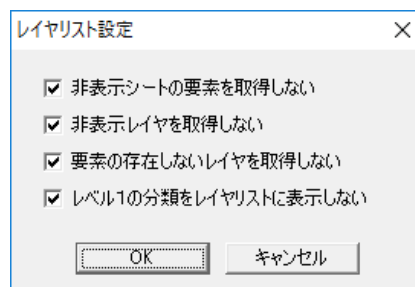 レイヤリスト設定
非表示シートの要素を取得しない
非表示レイヤを取得しない
要素の存在しないレイヤを取得しない
レベル1の分類をレイヤリストに表示しない
OK
キャンセル